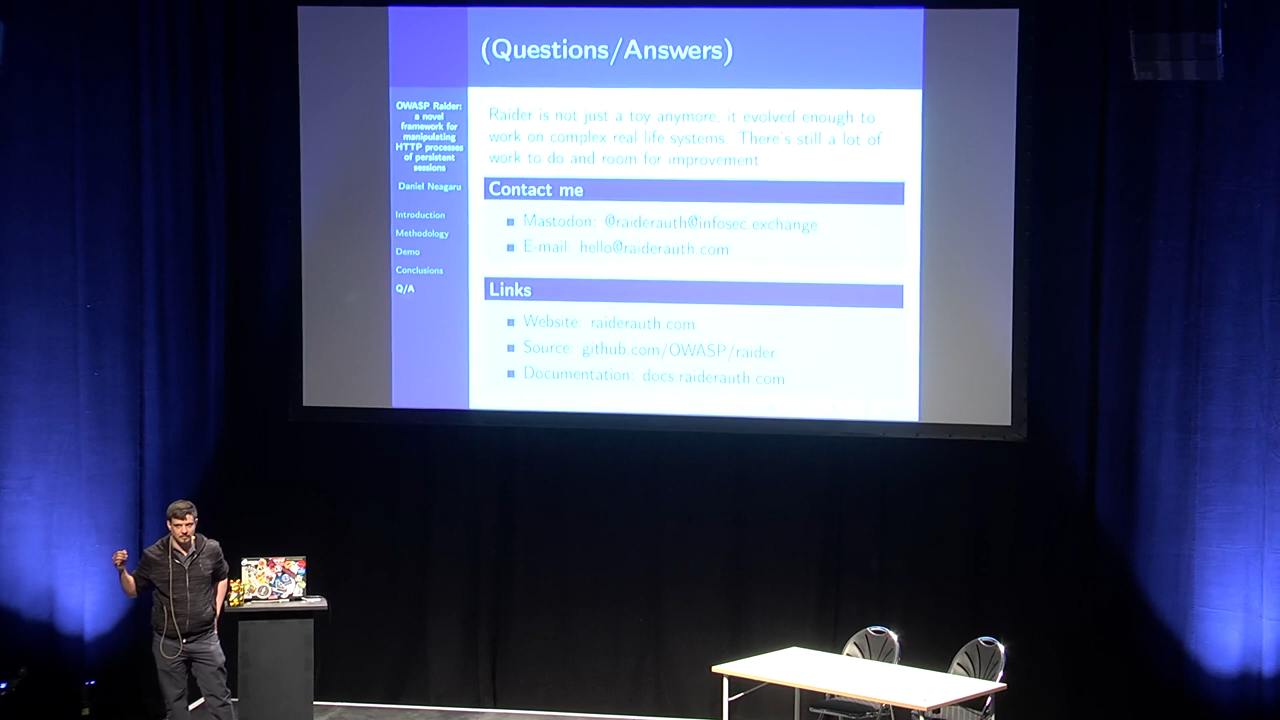 (Questions/Answers)
OWASP Raider:
a novel
framework for
manipulating
HTTP processes
of persistent
sessions
Daniel Neagaru
Introduction
Methodology
Demo
Conclusions
Q/A
Raider is not just a toy anymore, it evolved enough to
work on complex real life systems. There's still a lot of
work to do and room for improvement
Contact me
Mastodon: @raiderauth@infosec.exchange
E-mail: hello@raiderauth.com
Links
Website: raiderauth.com
Source: github.com/OWASP/raider
Documentation: docs.raiderauth.com